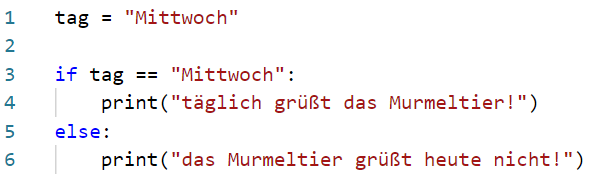 1 tag = "Mittwoch"
2
3 if tag == "Mittwoch":
4     print("täglich grüßt das Murmeltier!")
5 else:
6     print("das Murmeltier grüßt heute nicht!")